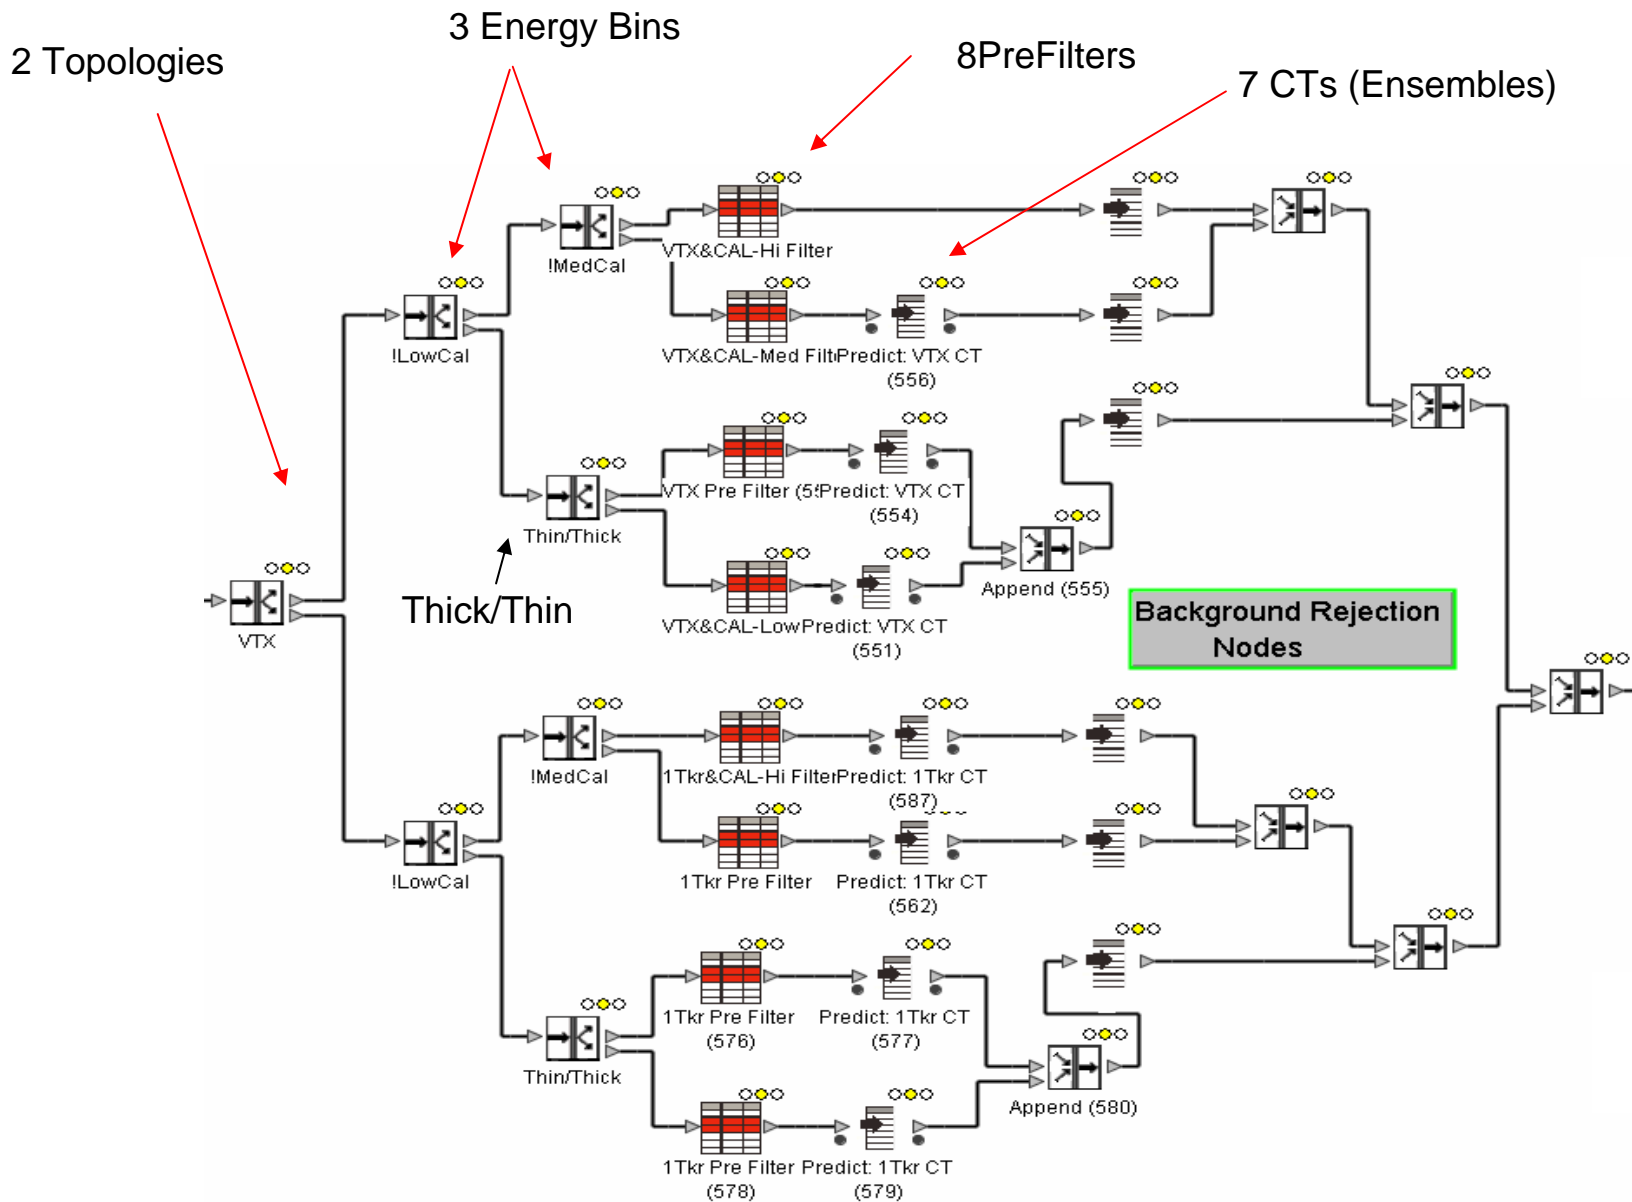 3 Energy Bins
2 Topologies
8PreFilters
7 CTs (Ensembles)
VTX&CAL-Hi Filter
!MedCal
!LowCal
VTX&CAL-Med Filt
Predict: VTX CT
(556)
VTX Pre Filter (5
Predict: VTX CT
(554)
Thin/Thick
Append (555)
Thick/Thin
VTX&CAL-Low
Predict: VTX CT
(551)
Background Rejection
Nodes
VTX
!MedCal
1Tkr&CAL-Hi Filter
Predict: 1Tkr CT
(587)
!LowCal
1Tkr Pre Filter
Predict: 1Tkr CT
(562)
1Tkr Pre Filter
(576)
Predict: 1Tkr CT
(577)
Thin/Thick
Append (580)
1Tkr Pre Filter
(578)
Predict: 1Tkr CT
(579)